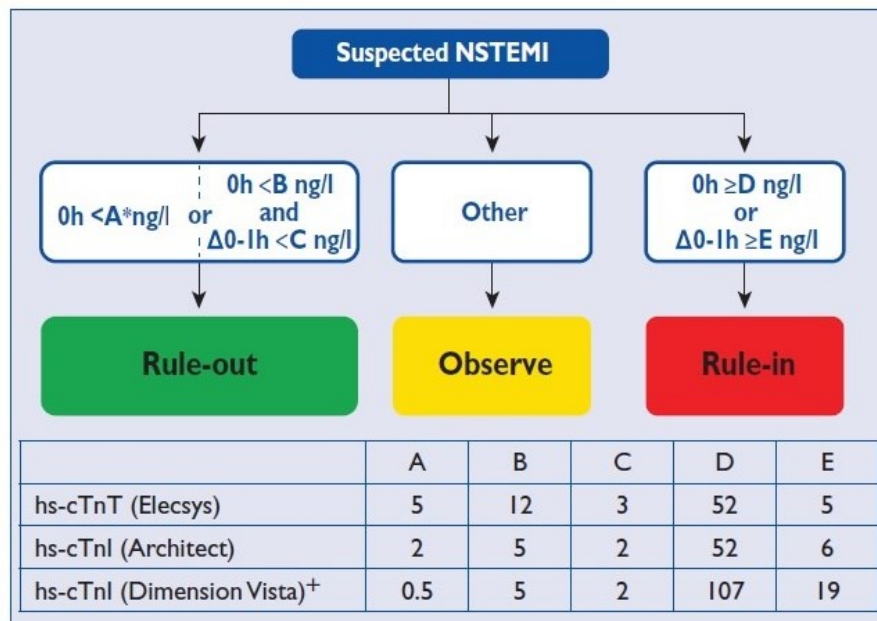 Suspected NSTEMI
0h <A*ng/l or
0h <B ng/l
and
Δ0-1h <C ng/l
Other
0h ≥D ng/l
or
Δ0-1h ≥E ng/l
Rule-out
Observe
Rule-in
A B C D E
hs-cTnT (Elecsys) 5 12 3 52 5
hs-cTnI (Architect) 2 5 2 52 6
hs-cTnI (Dimension Vista)+ 0.5 5 2 107 19